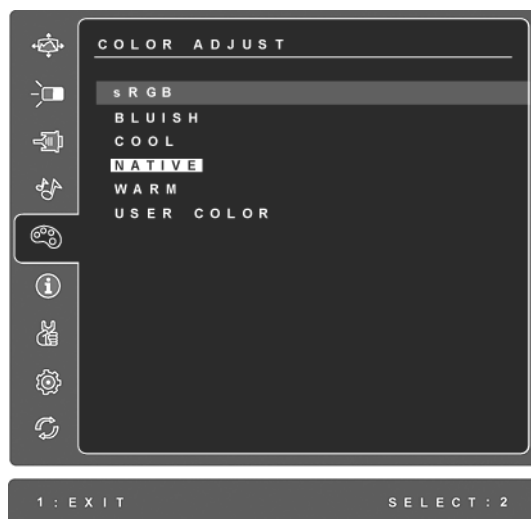 COLOR ADJUST
sRGB
BLUISH
COOL
NATIVE
WARM
USER COLOR
1:EXIT SELECT:2